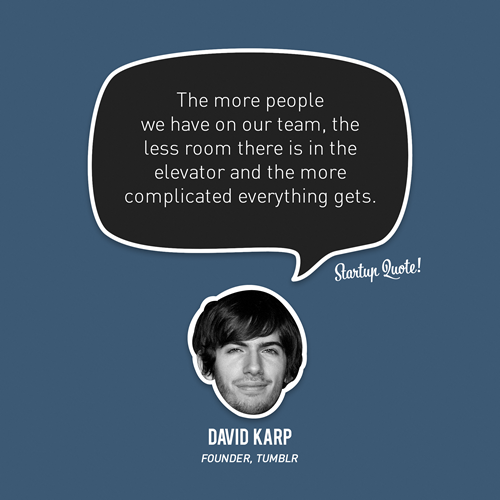 The more people
we have on our team, the
less room there is in the
elevator and the more
complicated everything gets.
Startup Quote!
DAVID KARP
FOUNDER, TUMBLR